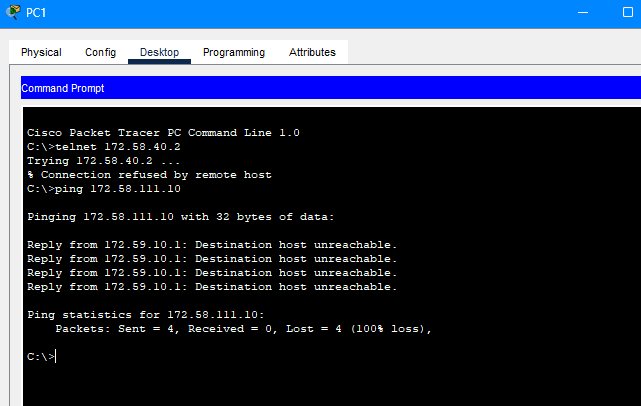 PC1
Physical Config Desktop Programming Attributes
Command Prompt
Cisco Packet Tracer PC Command Line 1.0
C:\>telnet 172.58.40.2
Trying 172.58.40.2 ...
% Connection refused by remote host
C:\>ping 172.58.111.10
Pinging 172.58.111.10 with 32 bytes of data:
Reply from 172.59.10.1: Destination host unreachable.
Reply from 172.59.10.1: Destination host unreachable.
Reply from 172.59.10.1: Destination host unreachable.
Reply from 172.59.10.1: Destination host unreachable.
Ping statistics for 172.58.111.10:
Packets: Sent = 4, Received = 0, Lost = 4 (100% loss),
C:\>